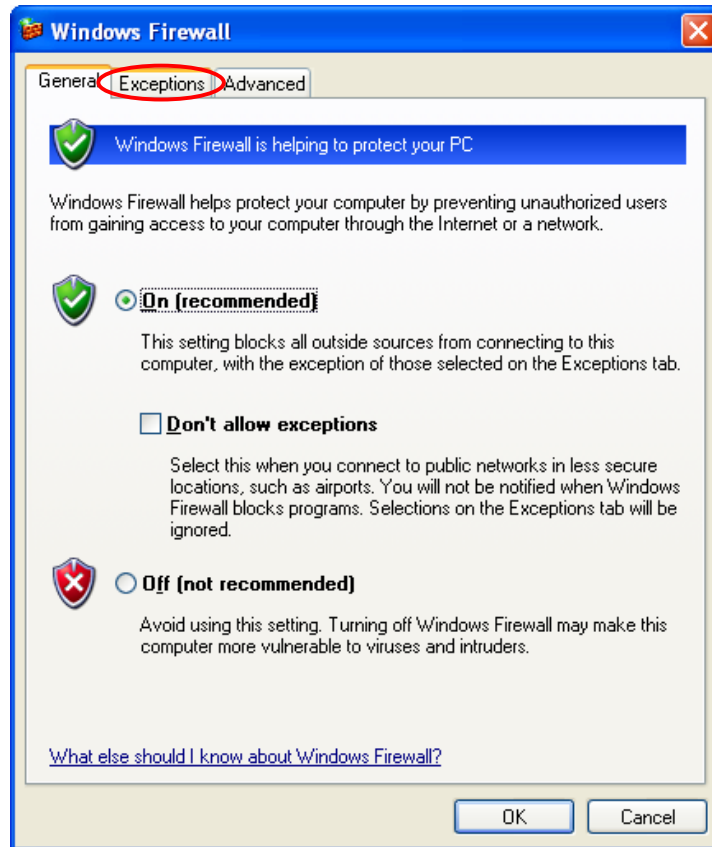 Windows Firewall
General Exceptions Advanced
Windows Firewall is helping to protect your PC
Windows Firewall helps protect your computer by preventing unauthorized users
from gaining access to your computer through the Internet or a network.
On (recommended)
This setting blocks all outside sources from connecting to this
computer, with the exception of those selected on the Exceptions tab.
Don't allow exceptions
Select this when you connect to public networks in less secure
locations, such as airports. You will not be notified when Windows
Firewall blocks programs. Selections on the Exceptions tab will be
ignored.
Off (not recommended)
Avoid using this setting. Turning off Windows Firewall may make this
computer more vulnerable to viruses and intruders.
What else should I know about Windows Firewall?
OK Cancel